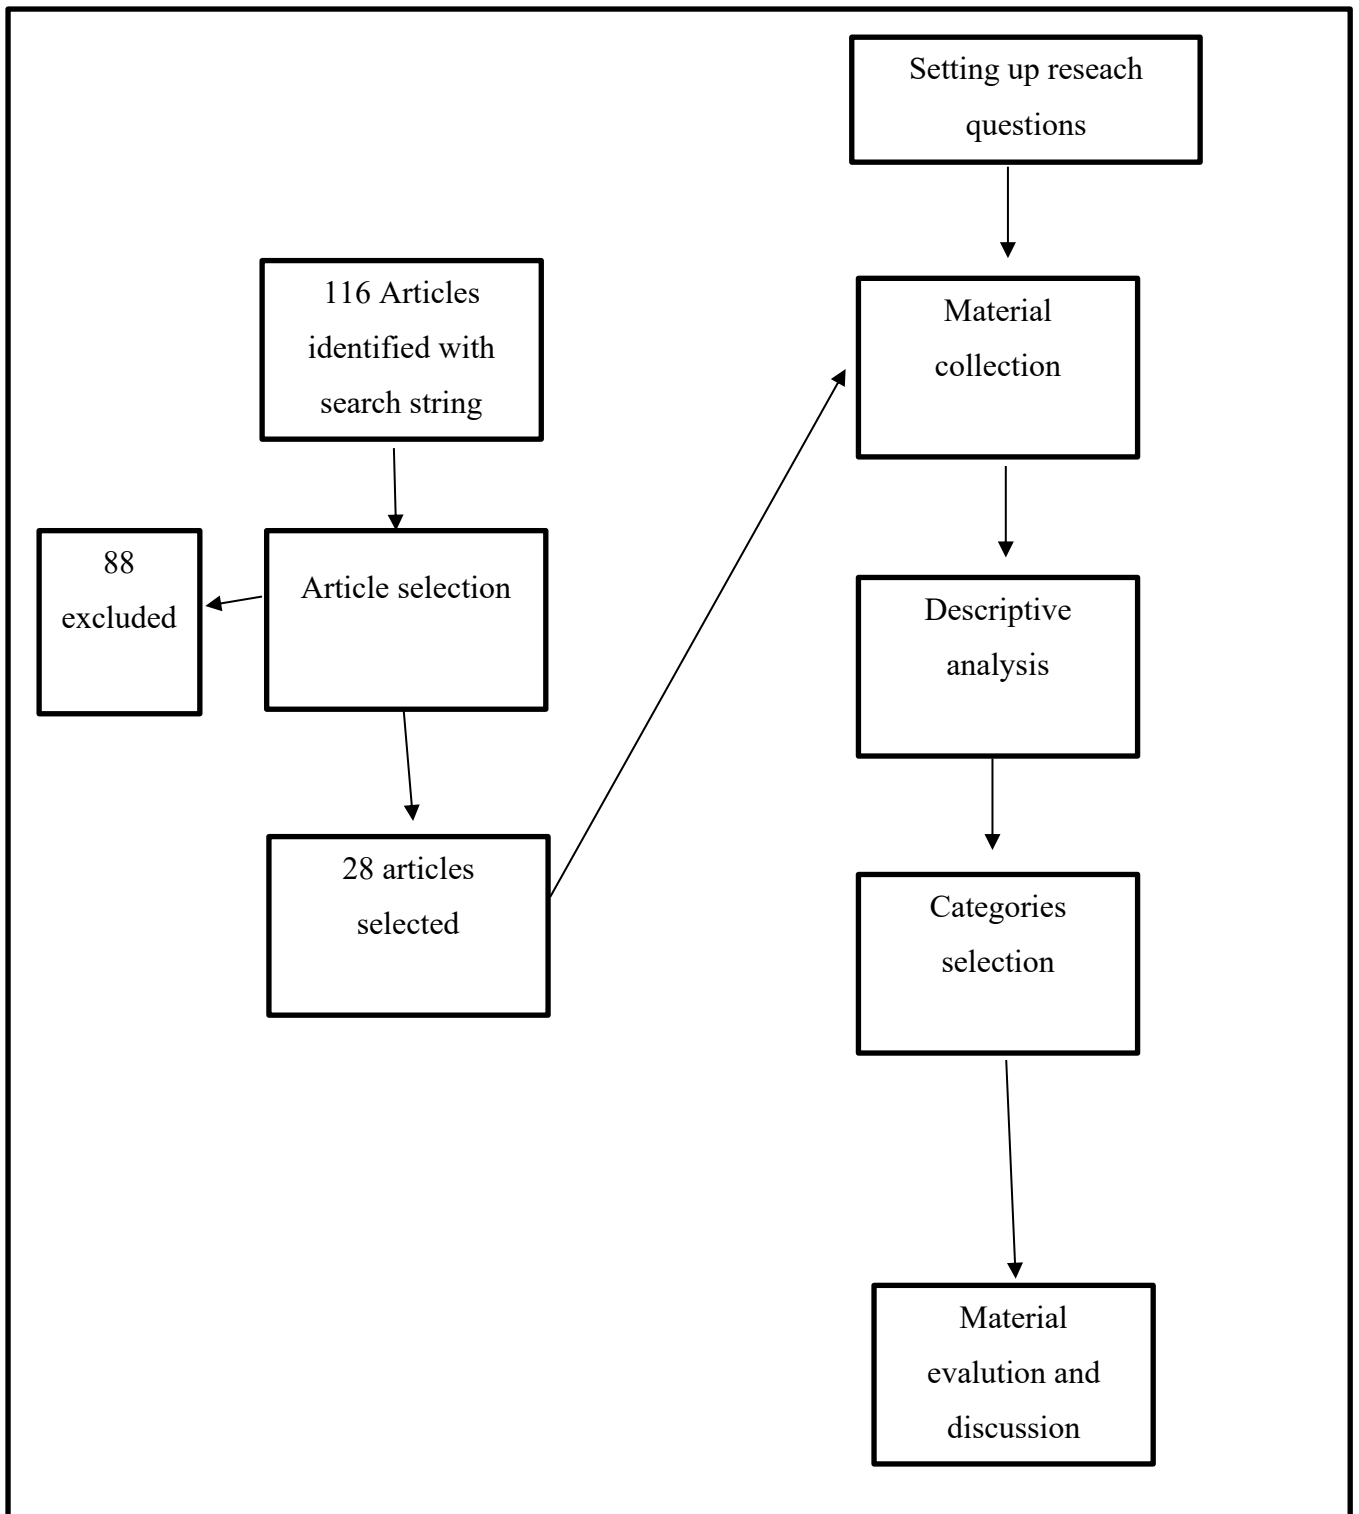 Setting up reseach
questions
116 Articles
identified with
search string
Material
collection
88
excluded
Article selection
Descriptive
analysis
28 articles
selected
Categories
selection
Material
evalution and
discussion